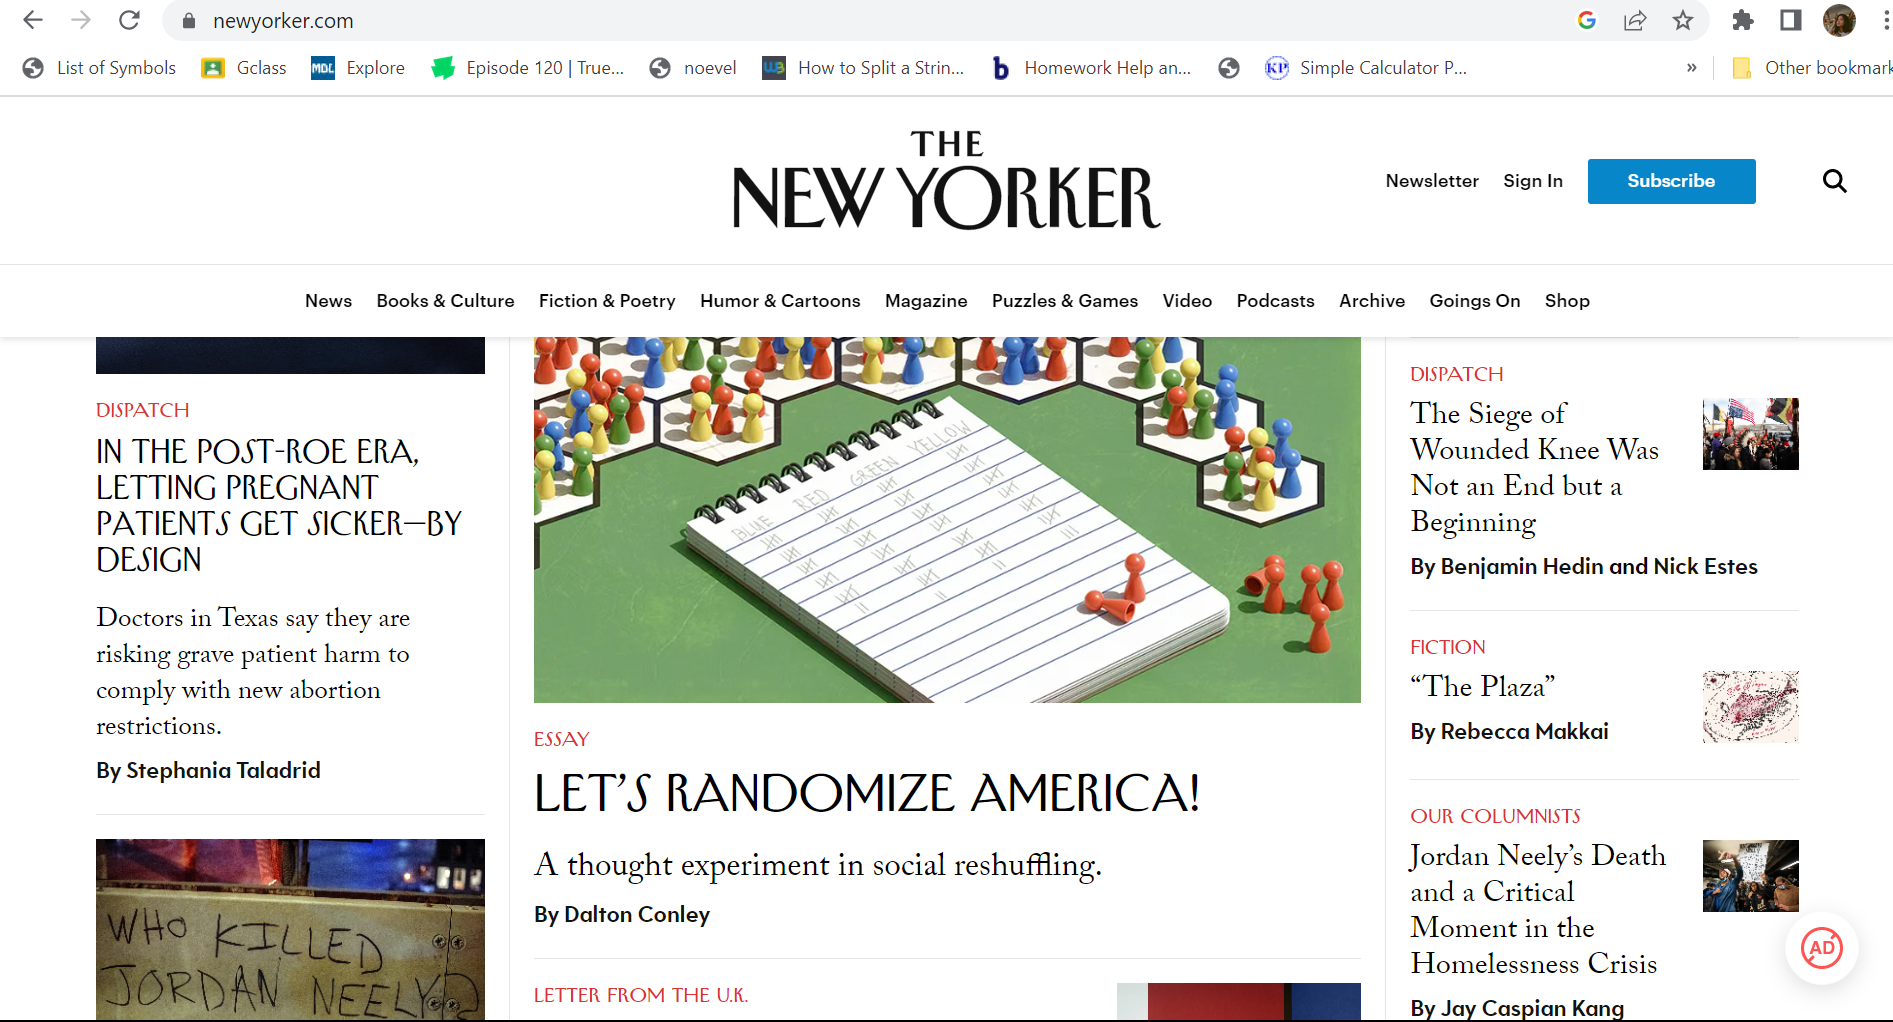 newyorker.com
List of Symbols
Gclass
MDL
Explore
Episode 120 | True...
noevel
How to Split a Strin...
b
Homework Help an...
KP
Simple Calculator P...
»
Other bookmark
THE
NEW YORKER
Newsletter
Sign In
Subscribe
News
Books & Culture
Fiction & Poetry
Humor & Cartoons
Magazine
Puzzles & Games
Video
Podcasts
Archive
Goings On
Shop
DISPATCH
IN THE POST-ROE ERA,
LETTING PREGNANT
PATIENTS GET SICKER—BY
DESIGN
Doctors in Texas say they are
risking grave patient harm to
comply with new abortion
restrictions.
By Stephania Taladrid
WHO KILLED
JORDAN NEELY?
BLUE RED GREEN YELLOW
ESSAY
LET’S RANDOMIZE AMERICA!
A thought experiment in social reshuffling.
By Dalton Conley
LETTER FROM THE U.K.
DISPATCH
The Siege of
Wounded Knee Was
Not an End but a
Beginning
By Benjamin Hedin and Nick Estes
FICTION
“The Plaza”
By Rebecca Makkai
OUR COLUMNISTS
Jordan Neely’s Death
and a Critical
Moment in the
Homelessness Crisis
By Jay Caspian Kang
AD